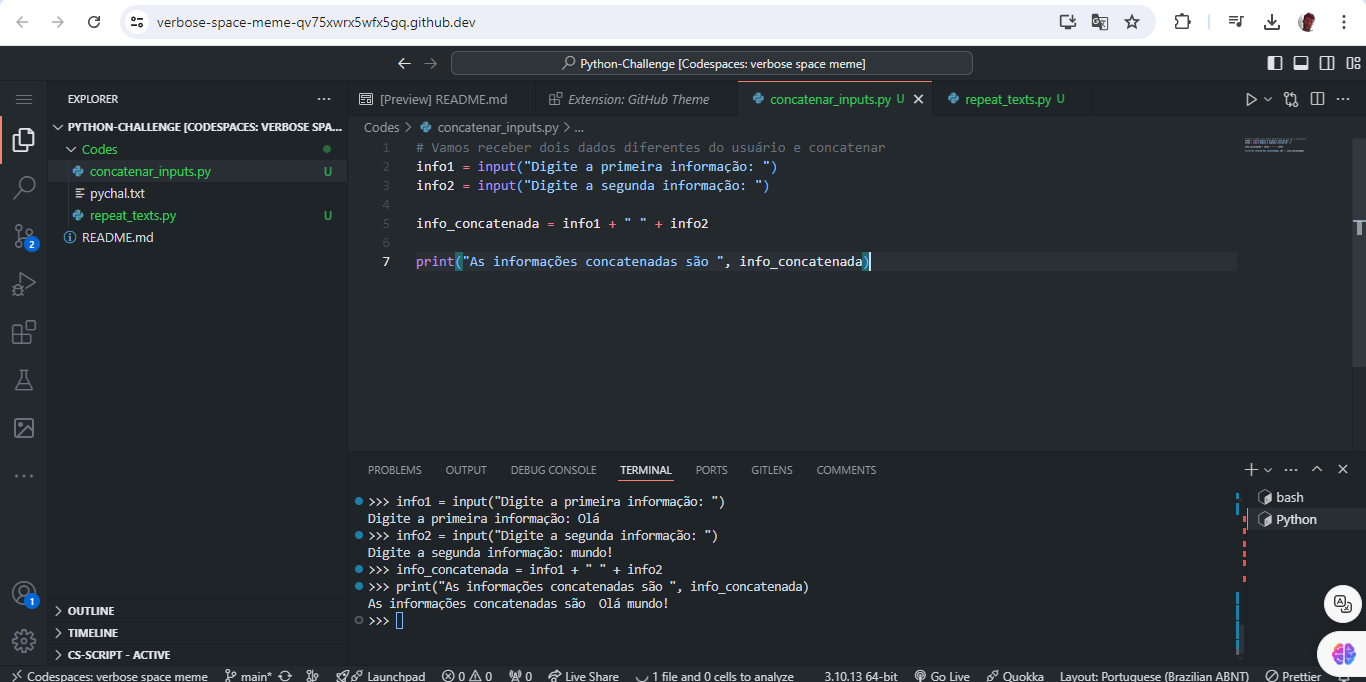 verbose-space-meme-qv75xwrx5wfx5gq.github.dev
Python-Challenge [Codespaces: verbose space meme]
EXPLORER
PYTHON-CHALLENGE [CODESPACES: VERBOSE SPA...
Codes
concatenar_inputs.py U
pychal.txt
repeat_texts.py U
README.md
OUTLINE
TIMELINE
CS-SCRIPT - ACTIVE
2
1
[Preview] README.md
Extension: GitHub Theme
concatenar_inputs.py U
repeat_texts.py U
Codes > concatenar_inputs.py > ...
1 # Vamos receber dois dados diferentes do usuário e concatenar
2 info1 = input("Digite a primeira informação: ")
3 info2 = input("Digite a segunda informação: ")
4
5 info_concatenada = info1 + " " + info2
6
7 print("As informações concatenadas são ", info_concatenada)
PROBLEMS OUTPUT DEBUG CONSOLE TERMINAL PORTS GITLENS COMMENTS
>>> info1 = input("Digite a primeira informação: ")
Digite a primeira informação: Olá
>>> info2 = input("Digite a segunda informação: ")
Digite a segunda informação: mundo!
>>> info_concatenada = info1 + " " + info2
>>> print("As informações concatenadas são ", info_concatenada)
As informações concatenadas são  Olá mundo!
>>>
bash
Python
Codespaces: verbose space meme main* Launchpad 0 0 0 Live Share 1 file and 0 cells to analyze 3.10.13 64-bit Go Live Quokka Layout: Portuguese (Brazilian ABNT) Prettier